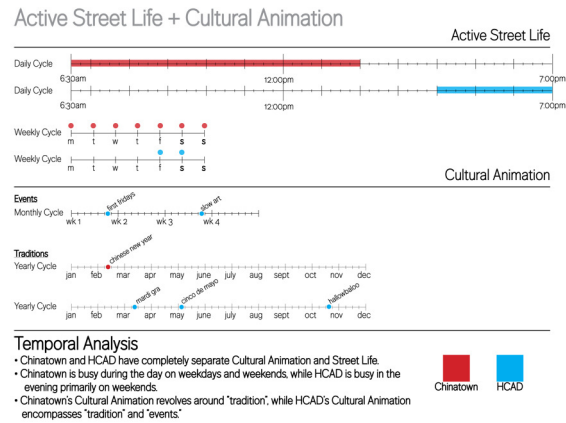 Active Street Life + Cultural Animation
Active Street Life
Daily Cycle
6:30am 12:00pm 7:00pm
Daily Cycle
6:30am 12:00pm 7:00pm
Weekly Cycle
m t w t f s s
Weekly Cycle
m t w t f s s
Cultural Animation
Events
first fridays slow art
Monthly Cycle
wk 1 wk 2 wk 3 wk 4
Traditions
chinese new year
Yearly Cycle
jan feb mar apr may june july aug sept oct nov dec
mardi gra cinco de mayo hallowbaloo
Yearly Cycle
jan feb mar apr may june july aug sept oct nov dec
Temporal Analysis
• Chinatown and HCAD have completely separate Cultural Animation and Street Life.
• Chinatown is busy during the day on weekdays and weekends, while HCAD is busy in the
evening primarily on weekends.
• Chinatown's Cultural Animation revolves around "tradition", while HCAD's Cultural Animation
encompasses "tradition" and "events."
Chinatown HCAD